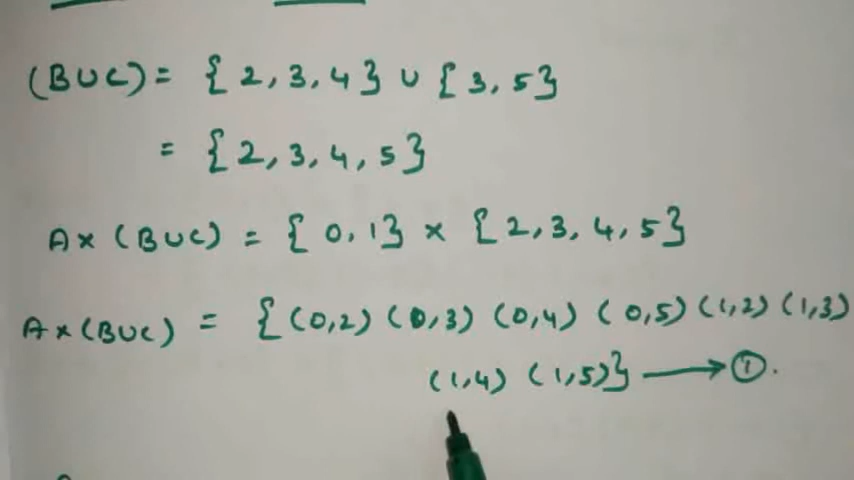 (B∪C) = { 2, 3, 4 } ∪ { 3, 5 }
= { 2, 3, 4, 5 }
A × (B∪C) = { 0, 1 } × { 2, 3, 4, 5 }
A × (B∪C) = { (0,2) (0,3) (0,4) (0,5) (1,2) (1,3)
(1,4) (1,5) } ⟶ ①.